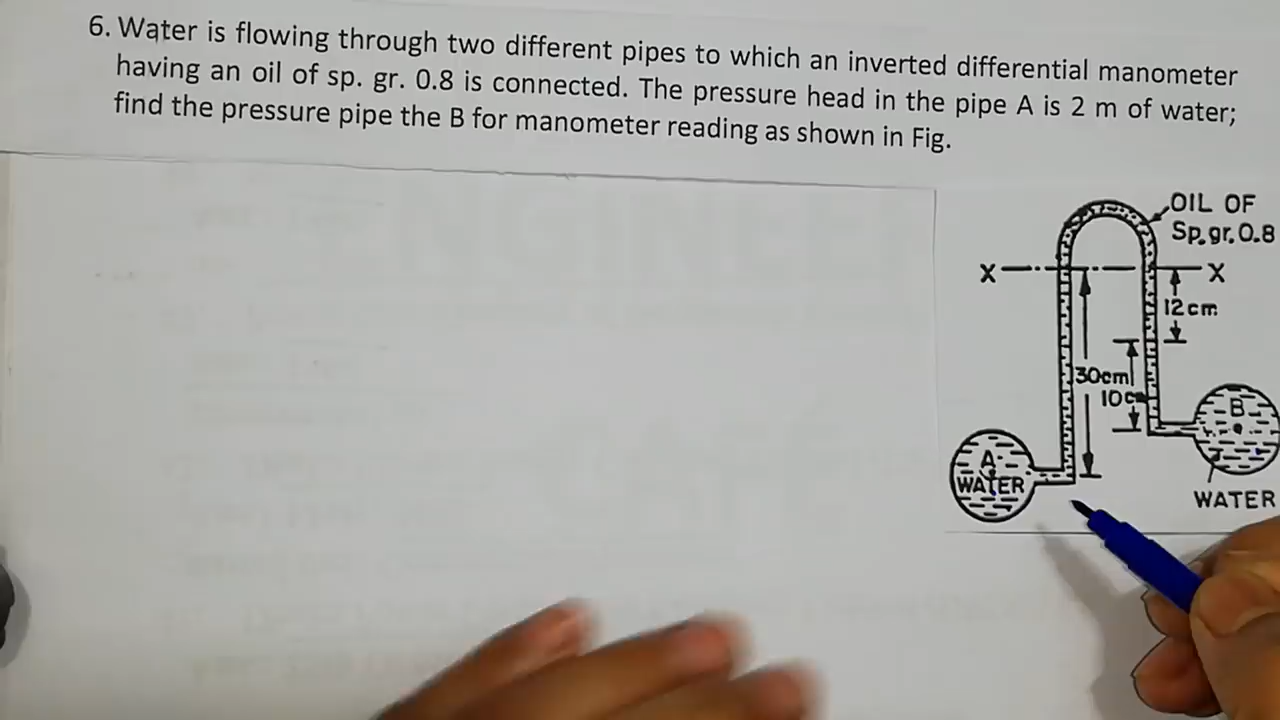 6. Water is flowing through two different pipes to which an inverted differential manometer
having an oil of sp. gr. 0.8 is connected. The pressure head in the pipe A is 2 m of water;
find the pressure pipe the B for manometer reading as shown in Fig.
OIL OF
Sp.gr.0.8
X
X
12cm
30cm
10c
B
A
WATER
WATER